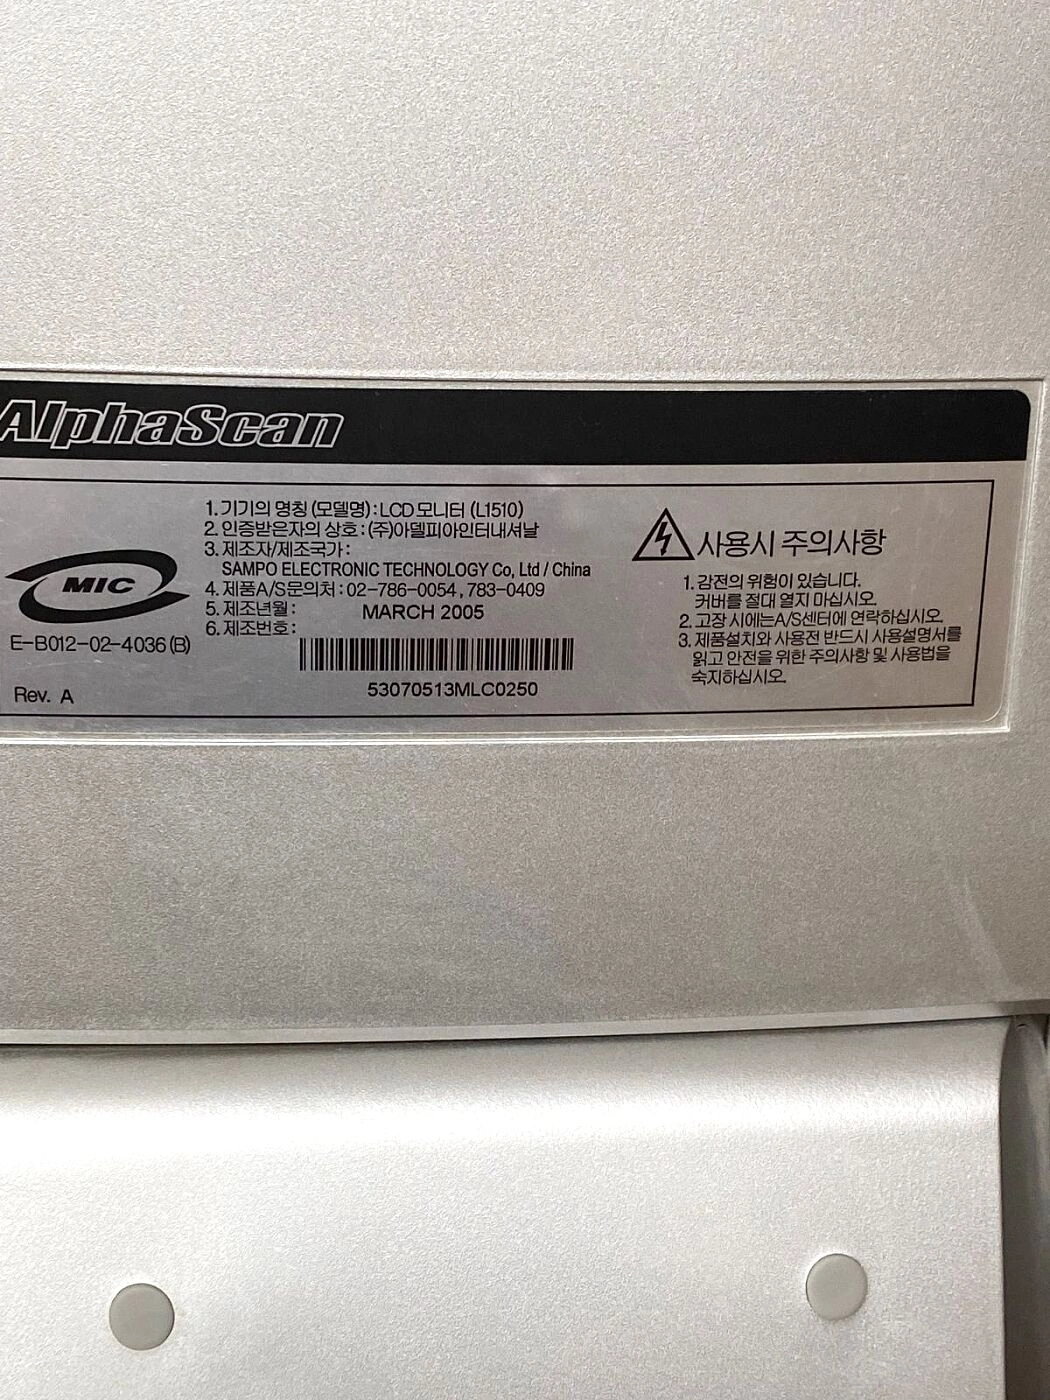 AlphaScan
MIC
E-B012-02-4036 (B)
Rev. A
1. 기기의 명칭 (모델명) : LCD 모니터 (L1510)
2. 인증받은자의 상호 : (주)아델피아인터내셔날
3. 제조자/제조국가 :
SAMPO ELECTRONIC TECHNOLOGY Co, Ltd / China
4. 제품A/S문의처 : 02-786-0054 , 783-0409
5. 제조년월 : MARCH 2005
6. 제조번호 :
53070513MLC0250
사용시 주의사항
1. 감전의 위험이 있습니다.
커버를 절대 열지 마십시오.
2. 고장 시에는 A/S센터에 연락하십시오.
3. 제품설치와 사용전 반드시 사용설명서를
읽고 안전을 위한 주의사항 및 사용법을
숙지하십시오.